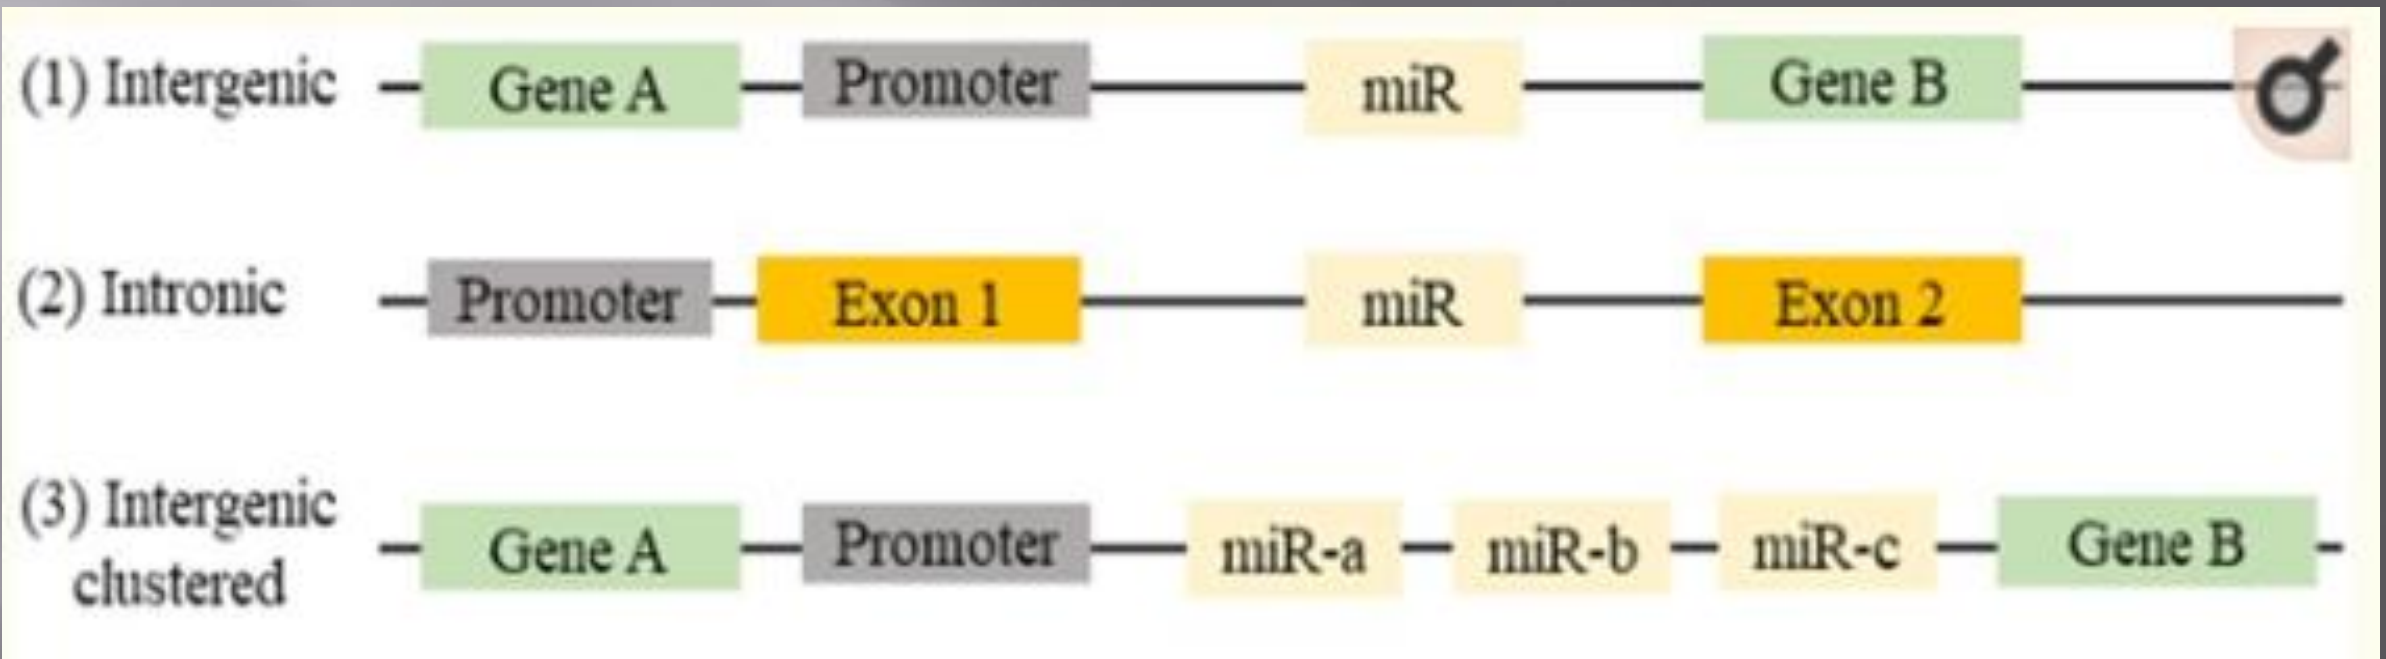 (1) Intergenic Gene A Promoter miR Gene B
(2) Intronic Promoter Exon 1 miR Exon 2
(3) Intergenic
clustered Gene A Promoter miR-a miR-b miR-c Gene B